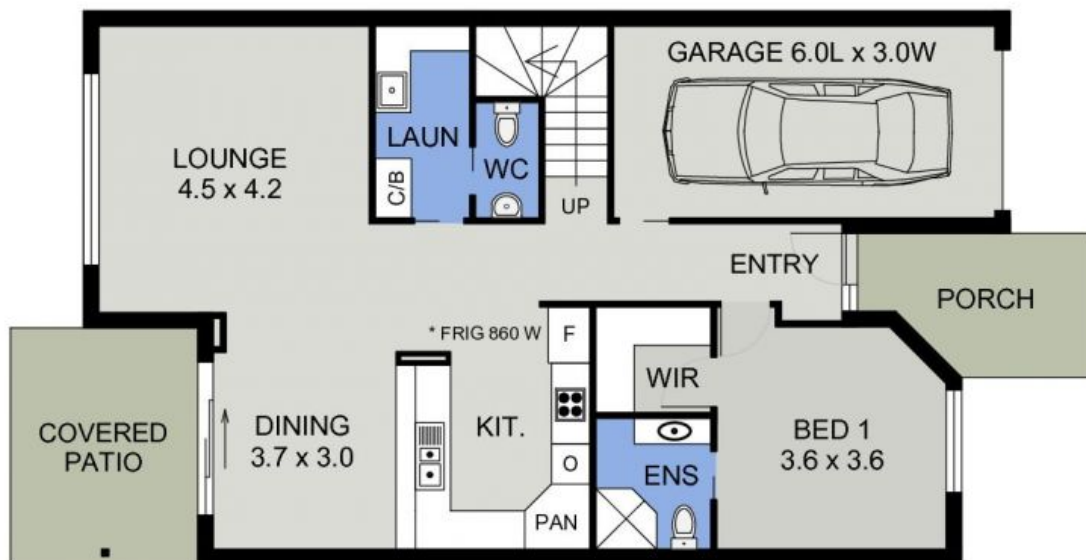 GARAGE 6.0L x 3.0W
LOUNGE
4.5 x 4.2
LAUN
C/B
WC
UP
ENTRY
PORCH
* FRIG 860 W
F
WIR
COVERED
PATIO
DINING
3.7 x 3.0
KIT.
O
PAN
ENS
BED 1
3.6 x 3.6